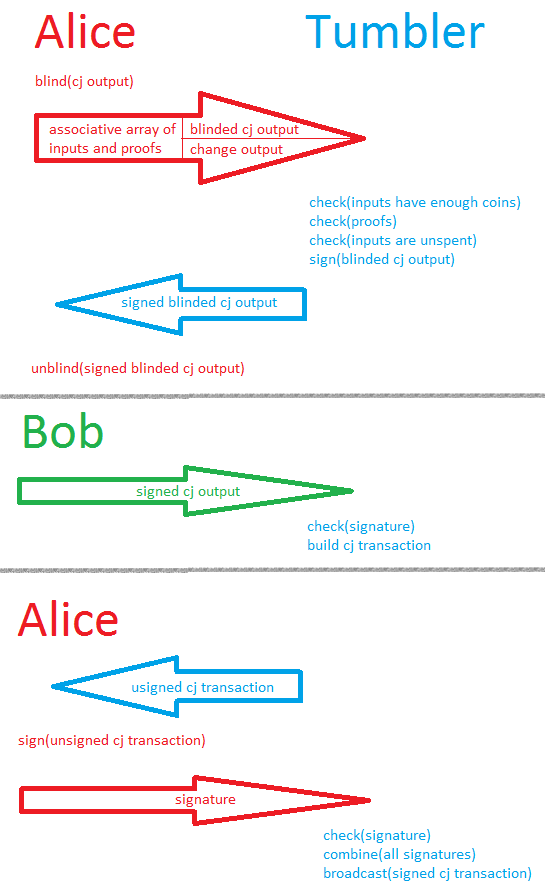 Alice
Tumbler
blind(cj output)
associative array of
inputs and proofs
blinded cj output
change output
check(inputs have enough coins)
check(proofs)
check(inputs are unspent)
sign(blinded cj output)
signed blinded cj output
unblind(signed blinded cj output)
Bob
signed cj output
check(signature)
build cj transaction
Alice
usigned cj transaction
sign(unsigned cj transaction)
signature
check(signature)
combine(all signatures)
broadcast(signed cj transaction)